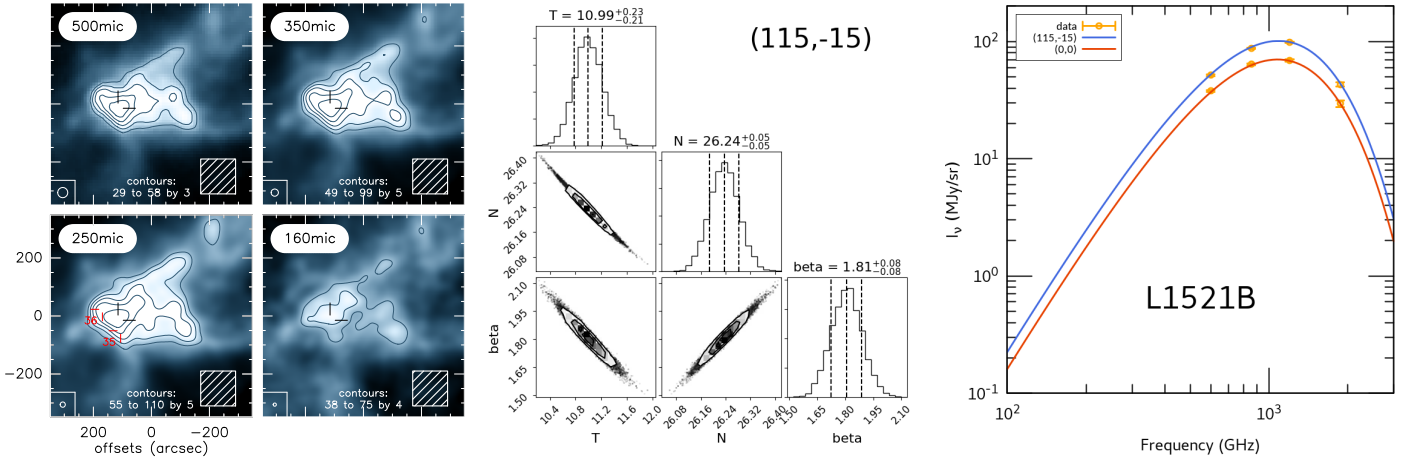 500mic
contours:
29 to 58 by 3
350mic
contours:
49 to 99 by 5
250mic
36
35
contours:
55 to 110 by 5
160mic
contours:
38 to 75 by 4
200
0
−200
200 0 −200
offsets (arcsec)
T = 10.99+0.23−0.21
(115,-15)
N = 26.24+0.05−0.05
beta = 1.81+0.08−0.08
N
26.40
26.32
26.24
26.16
26.08
beta
2.10
1.95
1.80
1.65
1.50
10.4 10.8 11.2 11.6 12.0
T
26.08 26.16 26.24 26.32 26.40
N
1.50 1.65 1.80 1.95 2.10
beta
data
(115,-15)
(0,0)
10²
10¹
10⁰
10⁻¹
Iν (MJy/sr)
L1521B
10² 10³
Frequency (GHz)